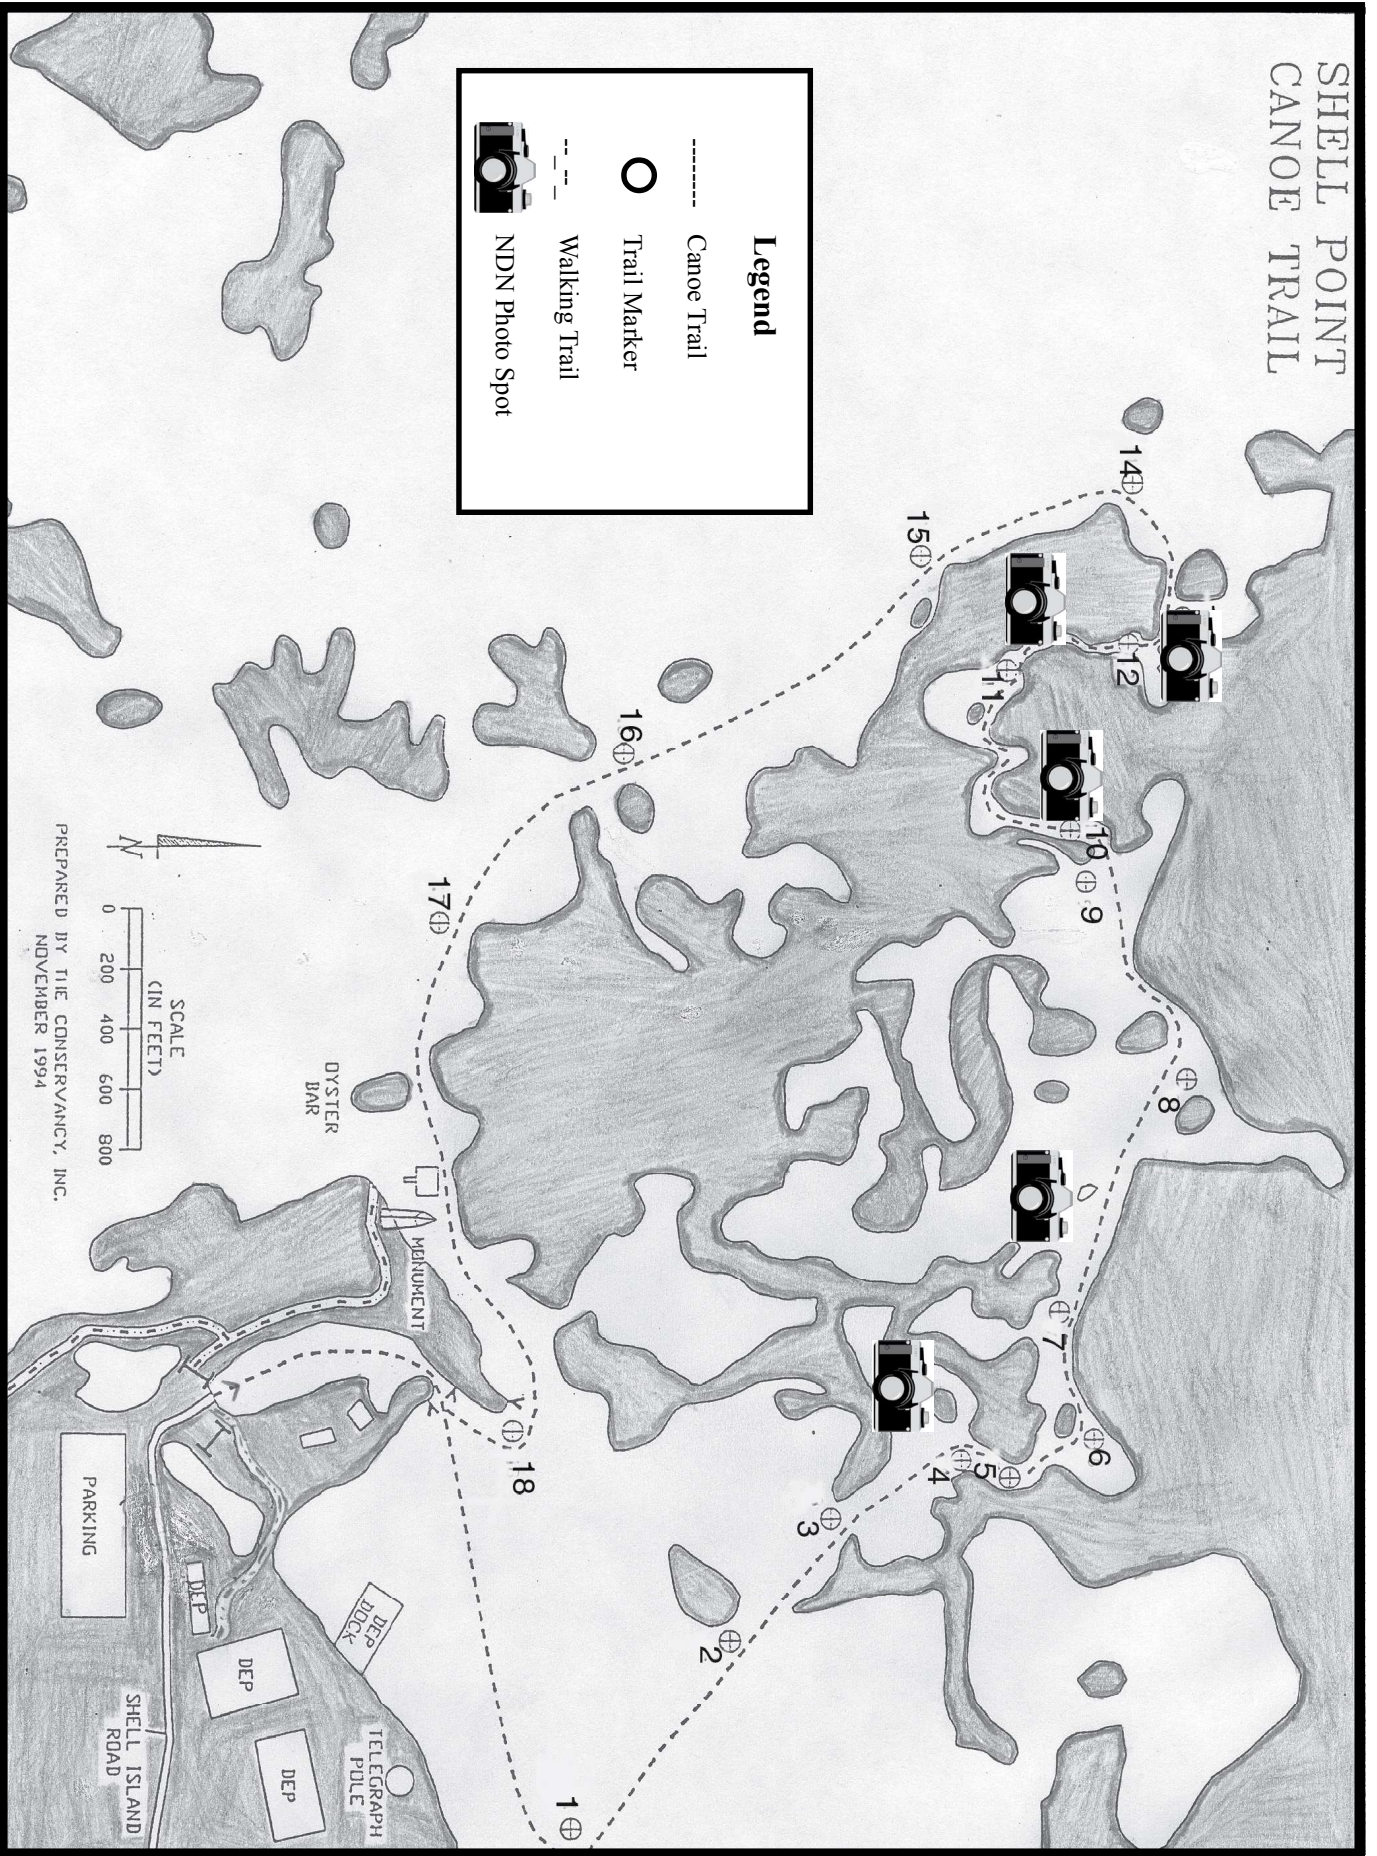 SHELL POINT
CANOE TRAIL
Legend
Canoe Trail
Trail Marker
Walking Trail
NDN Photo Spot
14
15
12
11
10
9
8
7
6
5
4
3
2
1
16
17
18
OYSTER
BAR
MONUMENT
DEP
DOCK
TELEGRAPH
POLE
DEP
DEP
DEP
PARKING
SHELL ISLAND
ROAD
N
SCALE
(IN FEET)
0 200 400 600 800
PREPARED BY THE CONSERVANCY, INC.
NOVEMBER 1994